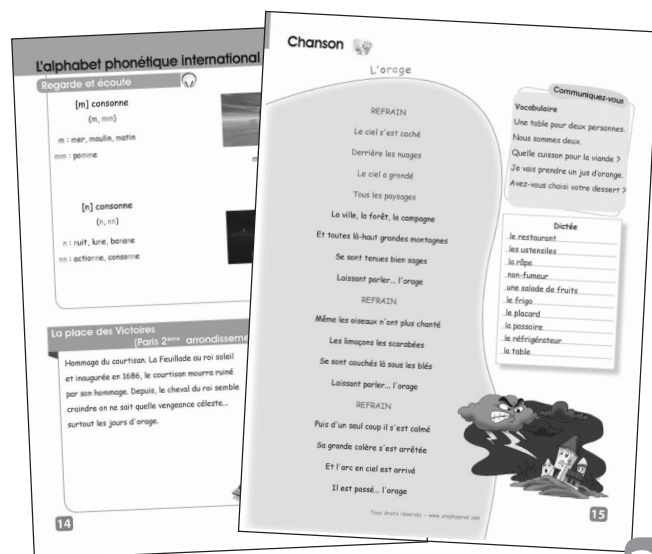 L'alphabet phonétique international
Regarde et écoute
[m] consonne
(m, mm)
m : mer, moulin, matin
mm : pomme
m
[n] consonne
(n, nn)
n : nuit, lune, banane
nn : actionne, consonne
La place des Victoires
(Paris 2ème arrondisseme
Hommage du courtisan. La Feuillade au roi soleil
et inaugurée en 1686, le courtisan mourra ruiné
par son hommage. Depuis, le cheval du roi semble
craindre on ne sait quelle vengeance céleste...
surtout les jours d'orage.
14
Chanson
L'orage
REFRAIN
Le ciel s'est caché
Derrière les nuages
Le ciel a grondé
Tous les paysages
La ville, la forêt, la campagne
Et toutes là-haut grandes montagnes
Se sont tenues bien sages
Laissant parler... l'orage
REFRAIN
Même les oiseaux n'ont plus chanté
Les limaçons les scarabées
Se sont couchés là sous les blés
Laissant parler... l'orage
REFRAIN
Puis d'un seul coup il s'est calmé
Sa grande colère s'est arrêtée
Et l'arc en ciel est arrivé
Il est passé... l'orage
Communiquez-vous
Vocabulaire
Une table pour deux personnes.
Nous sommes deux.
Quelle cuisson pour la viande ?
Je vais prendre un jus d'orange.
Avez-vous choisi votre dessert ?
Dictée
le restaurant
les ustensiles
la râpe
non-fumeur
une salade de fruits
le frigo
le placard
la passoire
le réfrigérateur
la table
Tous droits réservés - www.stephyprod.com
15